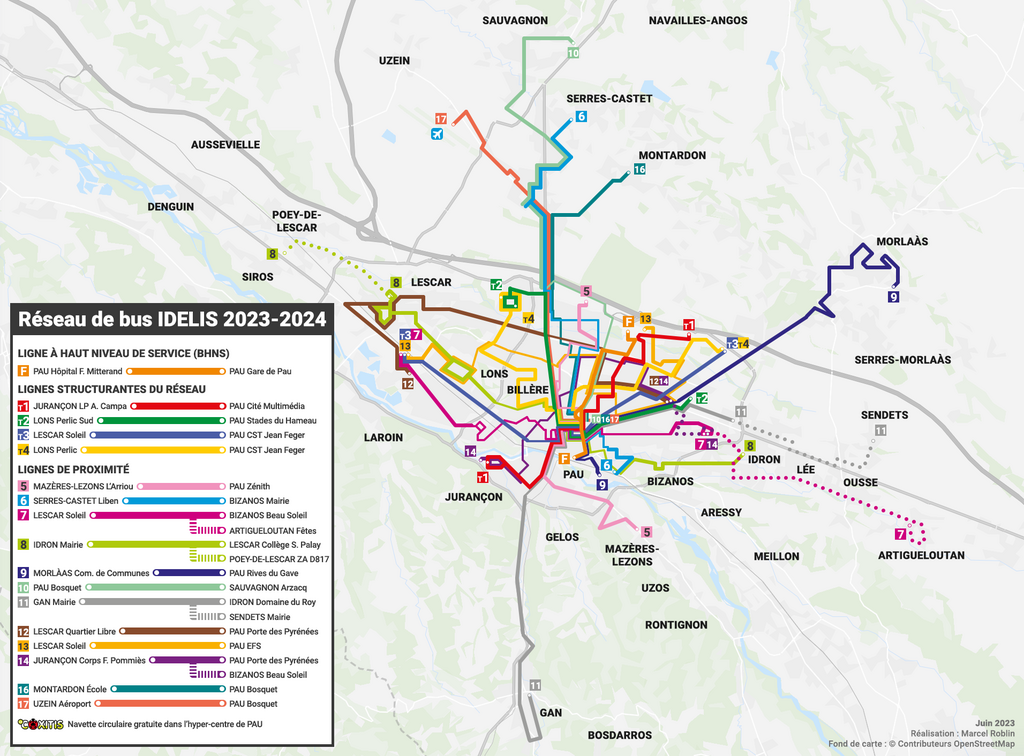 SAUVAGNON
NAVAILLES-ANGOS
10
UZEIN
SERRES-CASTET
17
6
AUSSEVIELLE
MONTARDON
16
DENGUIN
POEY-DE-
LESCAR
8
SIROS
MORLAÀS
9
8
LESCAR
T2
5
T4
F
13
T1
T3 7
13
T3 T4
12
LONS
BILLÈRE
SERRES-MORLAÀS
12 14
T2
11
SENDETS
11
10 16 17
LAROIN
14
T1
JURANÇON
F
PAU
9
6
7 14
8
IDRON
LÉE
OUSSE
BIZANOS
ARESSY
7
ARTIGUELOUTAN
GELOS
5
MAZÈRES-
LEZONS
MEILLON
UZOS
RONTIGNON
11
GAN
BOSDARROS
Réseau de bus IDELIS 2023-2024
LIGNE À HAUT NIVEAU DE SERVICE (BHNS)
F PAU Hôpital F. Mitterand PAU Gare de Pau
LIGNES STRUCTURANTES DU RÉSEAU
T1 JURANÇON LP A. Campa PAU Cité Multimédia
T2 LONS Perlic Sud PAU Stades du Hameau
T3 LESCAR Soleil PAU CST Jean Feger
T4 LONS Perlic PAU CST Jean Feger
LIGNES DE PROXIMITÉ
5 MAZÈRES-LEZONS L'Arriou PAU Zénith
6 SERRES-CASTET Liben BIZANOS Mairie
7 LESCAR Soleil BIZANOS Beau Soleil
ARTIGUELOUTAN Fêtes
8 IDRON Mairie LESCAR Collège S. Palay
POEY-DE-LESCAR ZA D817
9 MORLÀAS Com. de Communes PAU Rives du Gave
10 PAU Bosquet SAUVAGNON Arzacq
11 GAN Mairie IDRON Domaine du Roy
SENDETS Mairie
12 LESCAR Quartier Libre PAU Porte des Pyrénées
13 LESCAR Soleil PAU EFS
14 JURANÇON Corps F. Pommiès PAU Porte des Pyrénées
BIZANOS Beau Soleil
16 MONTARDON École PAU Bosquet
17 UZEIN Aéroport PAU Bosquet
COXITIS Navette circulaire gratuite dans l'hyper-centre de PAU
Juin 2023
Réalisation : Marcel Roblin
Fond de carte : © Contributeurs OpenStreetMap